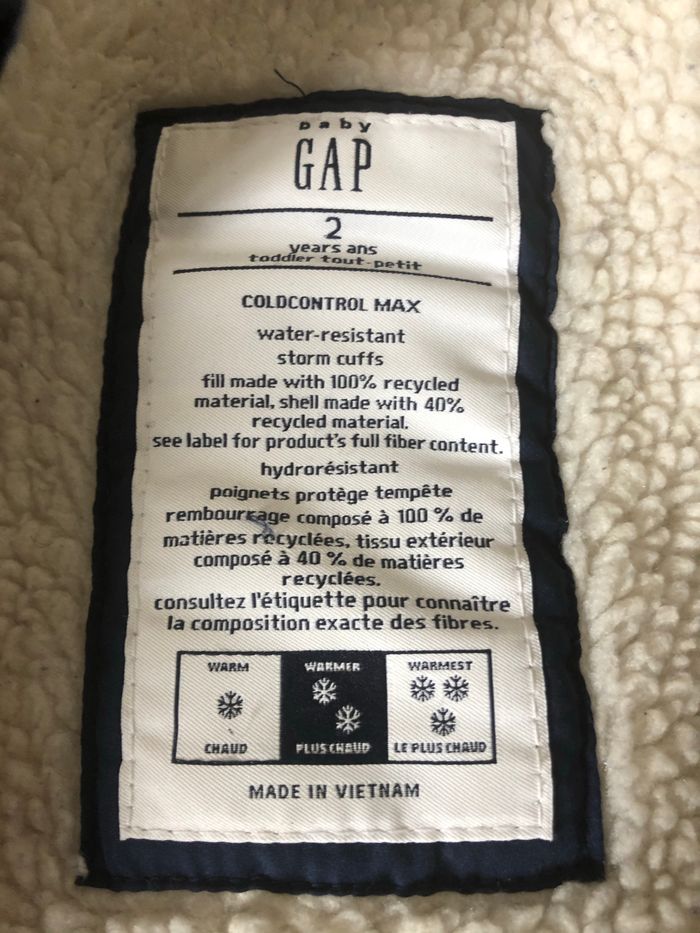 baby
GAP
2
years ans
toddler tout-petit
COLDCONTROL MAX
water-resistant
storm cuffs
fill made with 100% recycled
material, shell made with 40%
recycled material.
see label for product's full fiber content.
hydrorésistant
poignets protège tempête
rembourrage composé à 100 % de
matières recyclées, tissu extérieur
composé à 40 % de matières
recyclées.
consultez l'étiquette pour connaître
la composition exacte des fibres.
WARM WARMER WARMEST
CHAUD PLUS CHAUD LE PLUS CHAUD
MADE IN VIETNAM